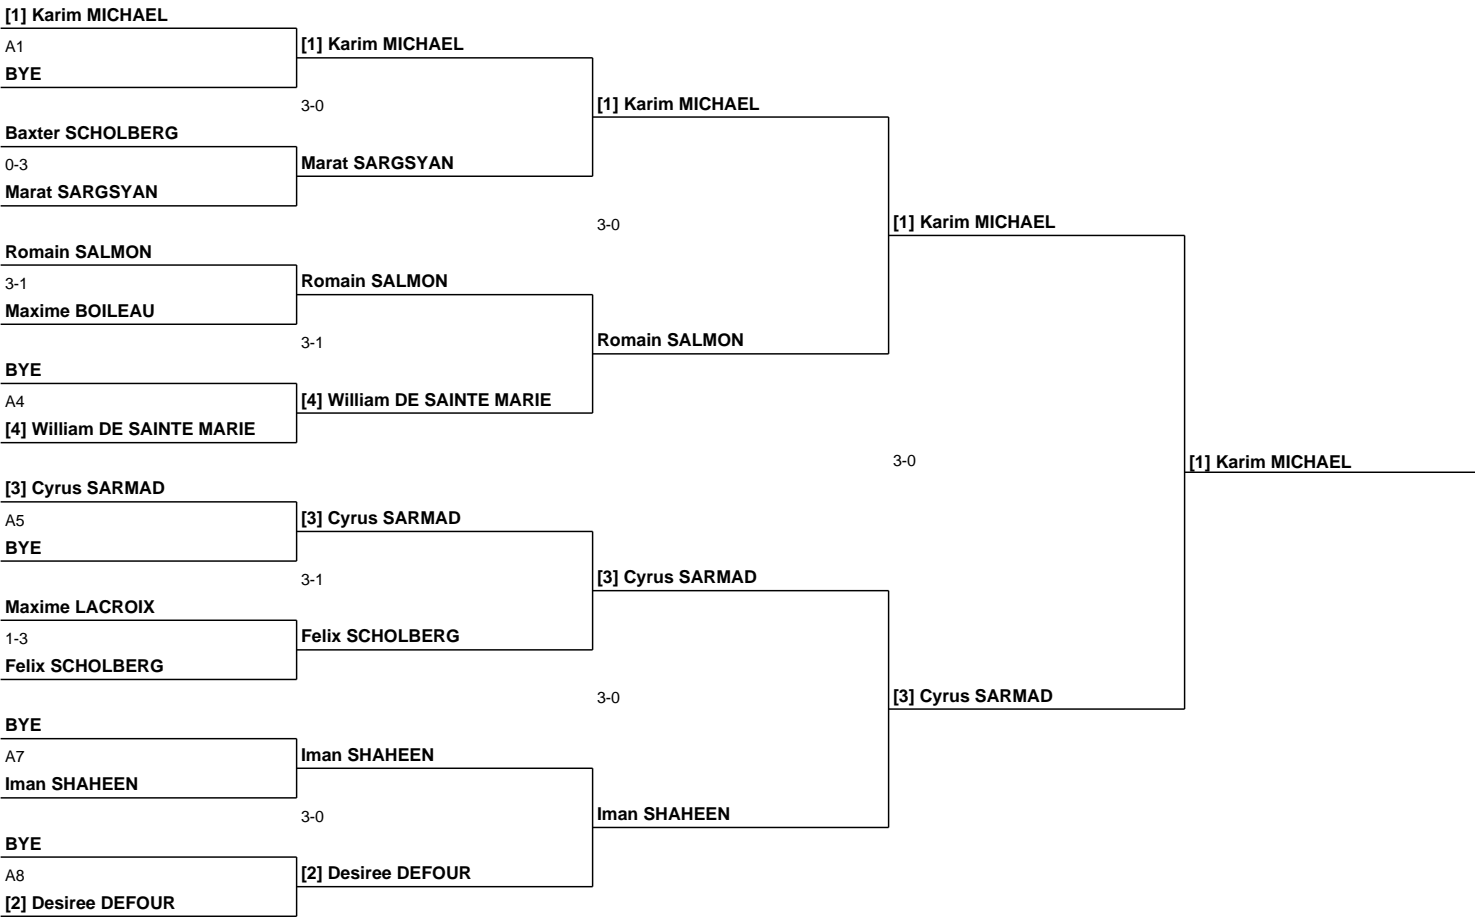 [1] Karim MICHAEL
A1
BYE
Baxter SCHOLBERG
0-3
Marat SARGSYAN
Romain SALMON
3-1
Maxime BOILEAU
BYE
A4
[4] William DE SAINTE MARIE
[3] Cyrus SARMAD
A5
BYE
Maxime LACROIX
1-3
Felix SCHOLBERG
BYE
A7
Iman SHAHEEN
BYE
A8
[2] Desiree DEFOUR
[1] Karim MICHAEL
3-0
Marat SARGSYAN
Romain SALMON
3-1
[4] William DE SAINTE MARIE
[3] Cyrus SARMAD
3-1
Felix SCHOLBERG
Iman SHAHEEN
3-0
[2] Desiree DEFOUR
[1] Karim MICHAEL
3-0
Romain SALMON
[3] Cyrus SARMAD
3-0
Iman SHAHEEN
[1] Karim MICHAEL
3-0
[3] Cyrus SARMAD
[1] Karim MICHAEL